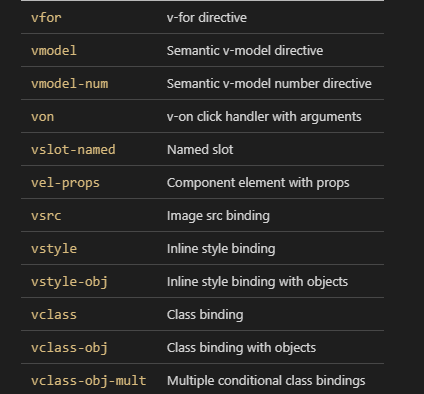 vfor v-for directive
vmodel Semantic v-model directive
vmodel-num Semantic v-model number directive
von v-on click handler with arguments
vslot-named Named slot
vel-props Component element with props
vsrc Image src binding
vstyle Inline style binding
vstyle-obj Inline style binding with objects
vclass Class binding
vclass-obj Class binding with objects
vclass-obj-mult Multiple conditional class bindings